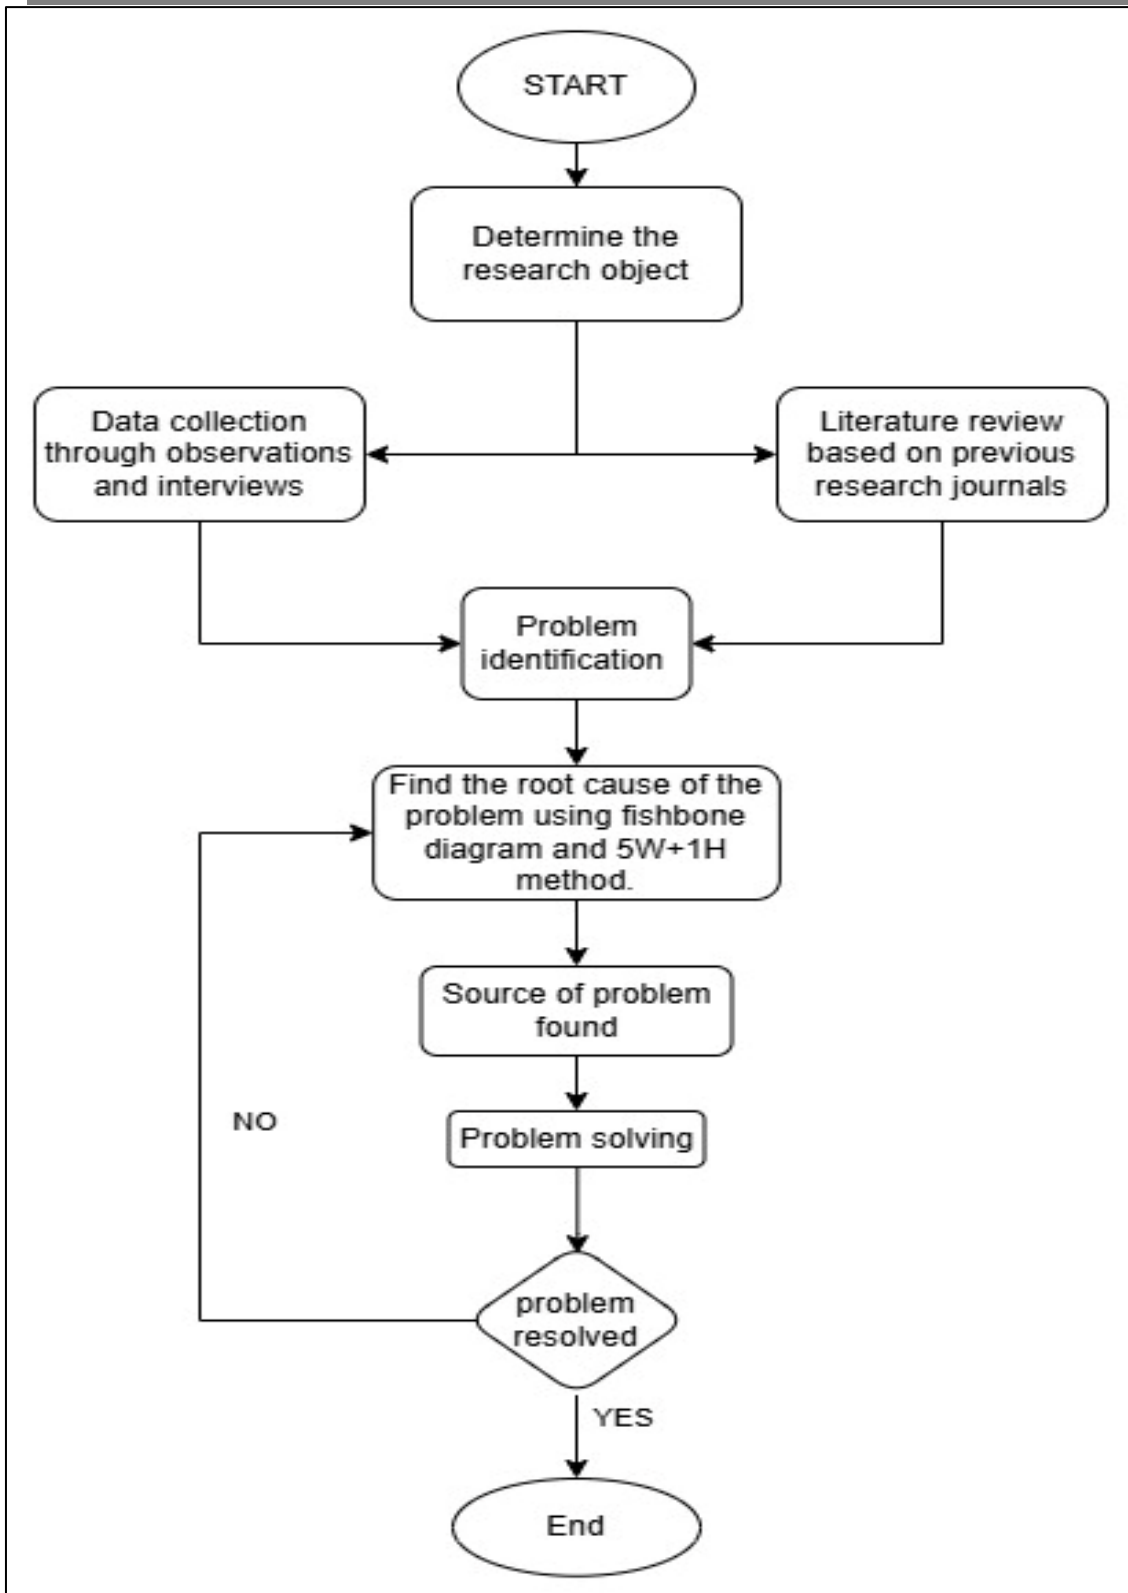 START
Determine the
research object
Data collection
through observations
and interviews
Literature review
based on previous
research journals
Problem
identification
Find the root cause of the
problem using fishbone
diagram and 5W+1H
method.
Source of problem
found
NO
Problem solving
problem
resolved
YES
End